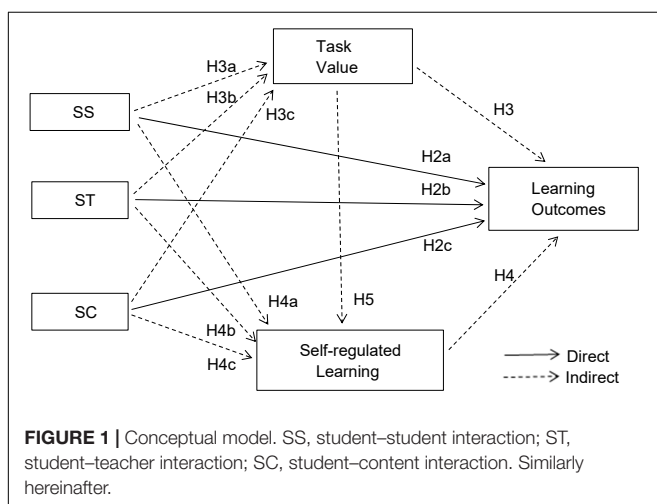 Task
Value
H3a
H3b
H3c
H3
SS
H2a
ST
H2b
Learning
Outcomes
H2c
SC
H4a
H5
H4
H4b
H4c
Self-regulated
Learning
Direct
Indirect
FIGURE 1 | Conceptual model. SS, student–student interaction; ST,
student–teacher interaction; SC, student–content interaction. Similarly
hereinafter.